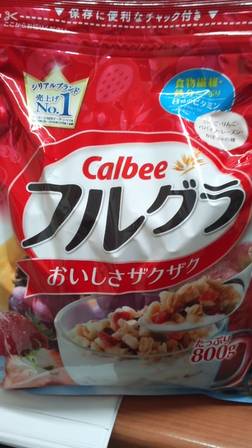 ▼ 保存に便利なチャック付き ▼
シリアルブランド
売上げ
No.1
食物繊維・
鉄分
Calbee
フルグラ
おいしさザクザク
たっぷり
800g